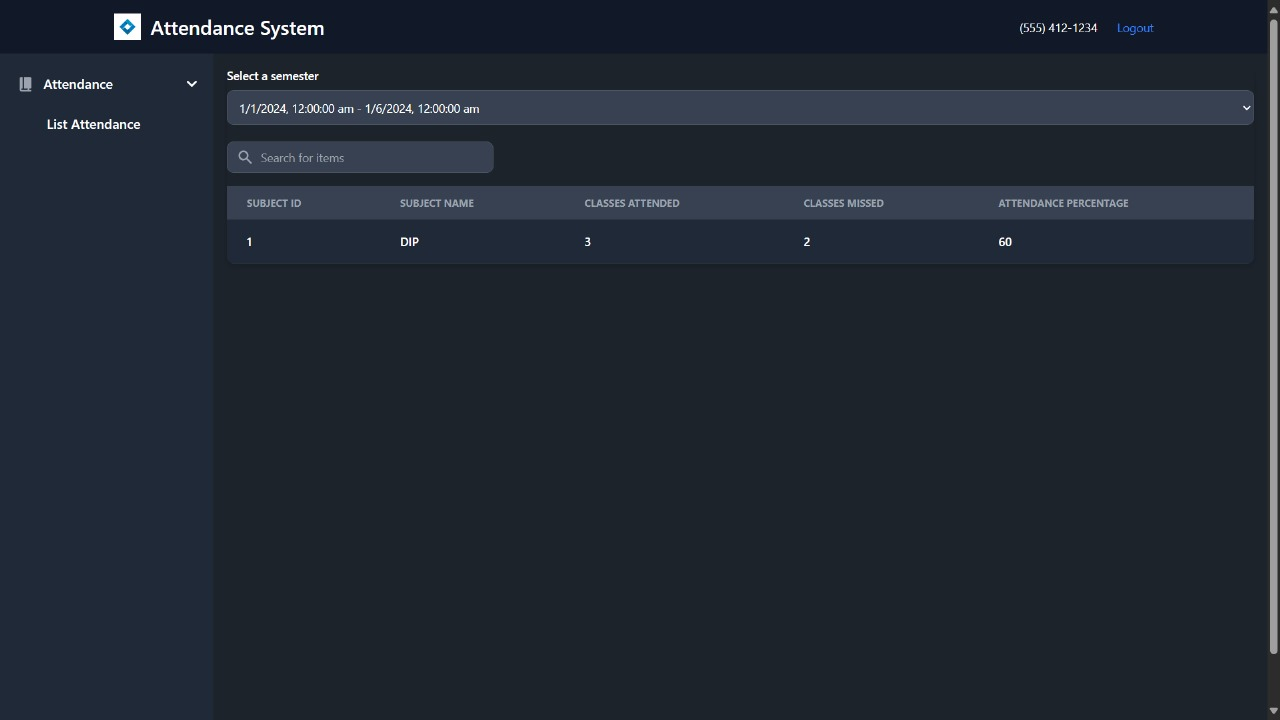 Attendance System
(555) 412-1234 Logout
Attendance
List Attendance
Select a semester
1/1/2024, 12:00:00 am - 1/6/2024, 12:00:00 am
Search for items
SUBJECT ID SUBJECT NAME CLASSES ATTENDED CLASSES MISSED ATTENDANCE PERCENTAGE
1 DIP 3 2 60